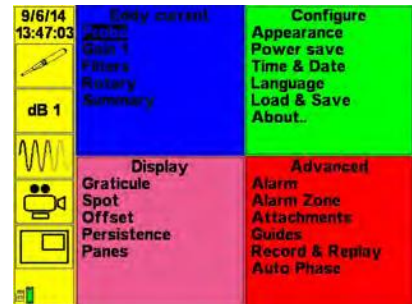 9/6/14
13:47:03
dB 1
Eddy current
Probe
Gain 1
Filters
Rotary
Summary
Configure
Appearance
Power save
Time & Date
Language
Load & Save
About..
Display
Graticule
Spot
Offset
Persistence
Panes
Advanced
Alarm
Alarm Zone
Attachments
Guides
Record & Replay
Auto Phase